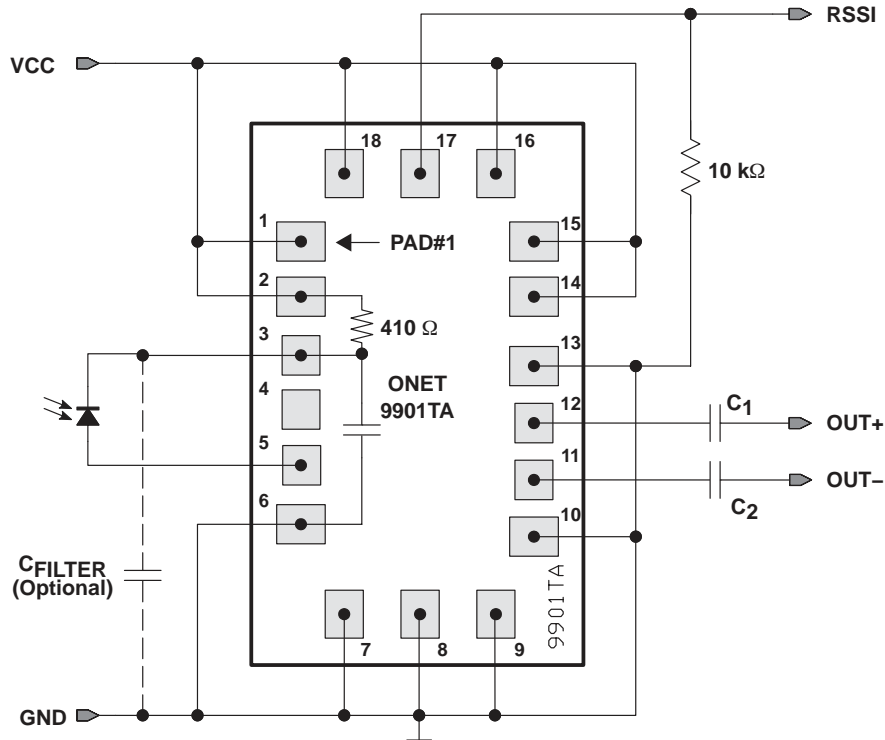 RSSI
VCC
18
17
16
10 kΩ
1
PAD#1
15
2
14
410 Ω
3
13
ONET
9901TA
4
12
C1
OUT+
5
11
OUT–
C2
6
10
CFILTER
(Optional)
9901TA
7
8
9
GND